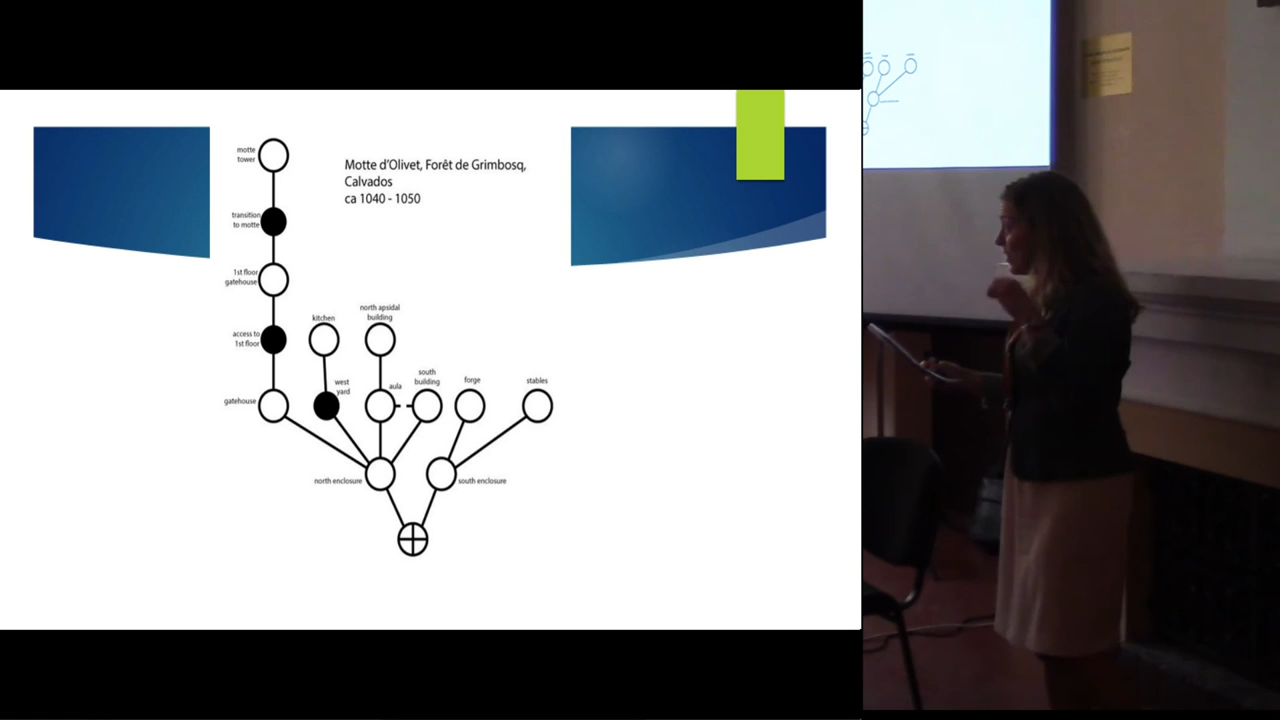 motte
tower
Motte d'Olivet, Forêt de Grimbosq,
Calvados
ca 1040 - 1050
transition
to motte
1st floor
gatehouse
access to
1st floor
kitchen
north apsidal
building
gatehouse
west
yard
aula
south
building
forge
stables
north enclosure
south enclosure